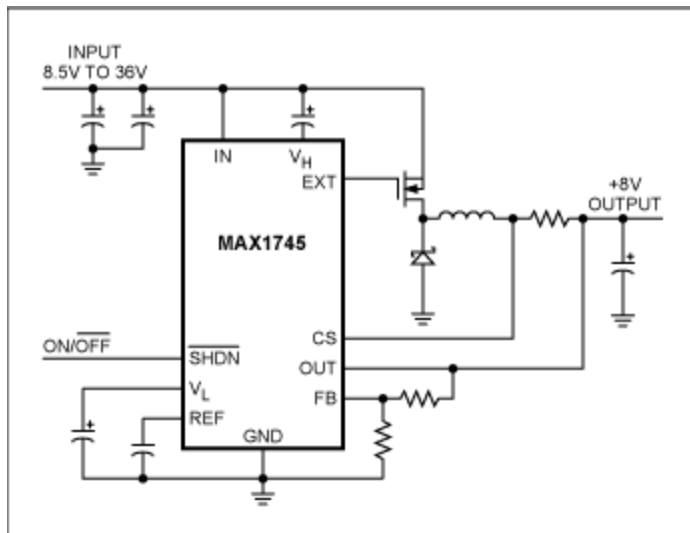 INPUT
8.5V TO 36V
IN
VH
EXT
+8V
OUTPUT
MAX1745
CS
ON/OFF
SHDN
OUT
VL
FB
REF
GND